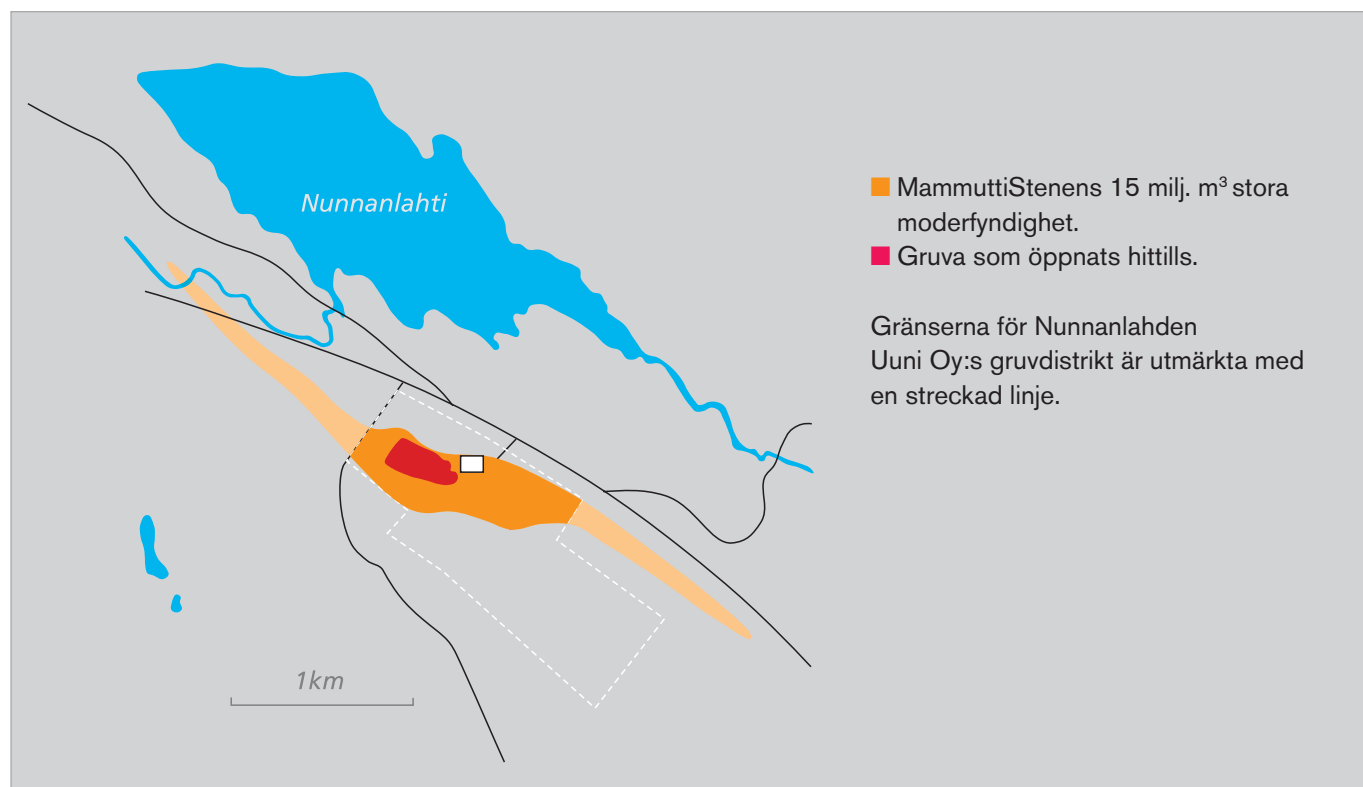 Nunnanlahti
MammuttiStenens 15 milj. m³ stora
moderfyndighet.
Gruva som öppnats hittills.
Gränserna för Nunnanlahden
Uuni Oy:s gruvdistrikt är utmärkta med
en streckad linje.
1km